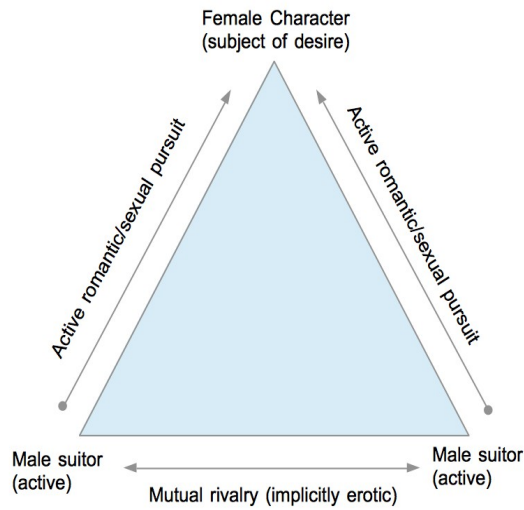 Female Character
(subject of desire)
Active romantic/sexual pursuit
Active romantic/sexual pursuit
Male suitor
(active)
Male suitor
(active)
Mutual rivalry (implicitly erotic)